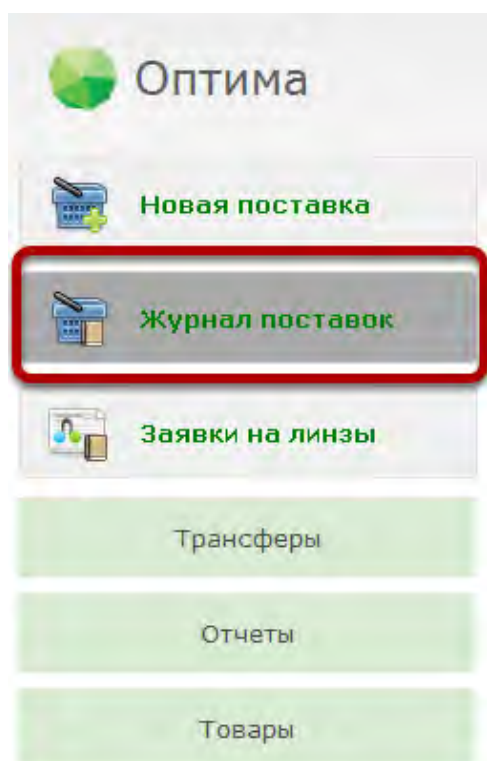 Оптима
Новая поставка
Журнал поставок
Заявки на линзы
Трансферы
Отчеты
Товары